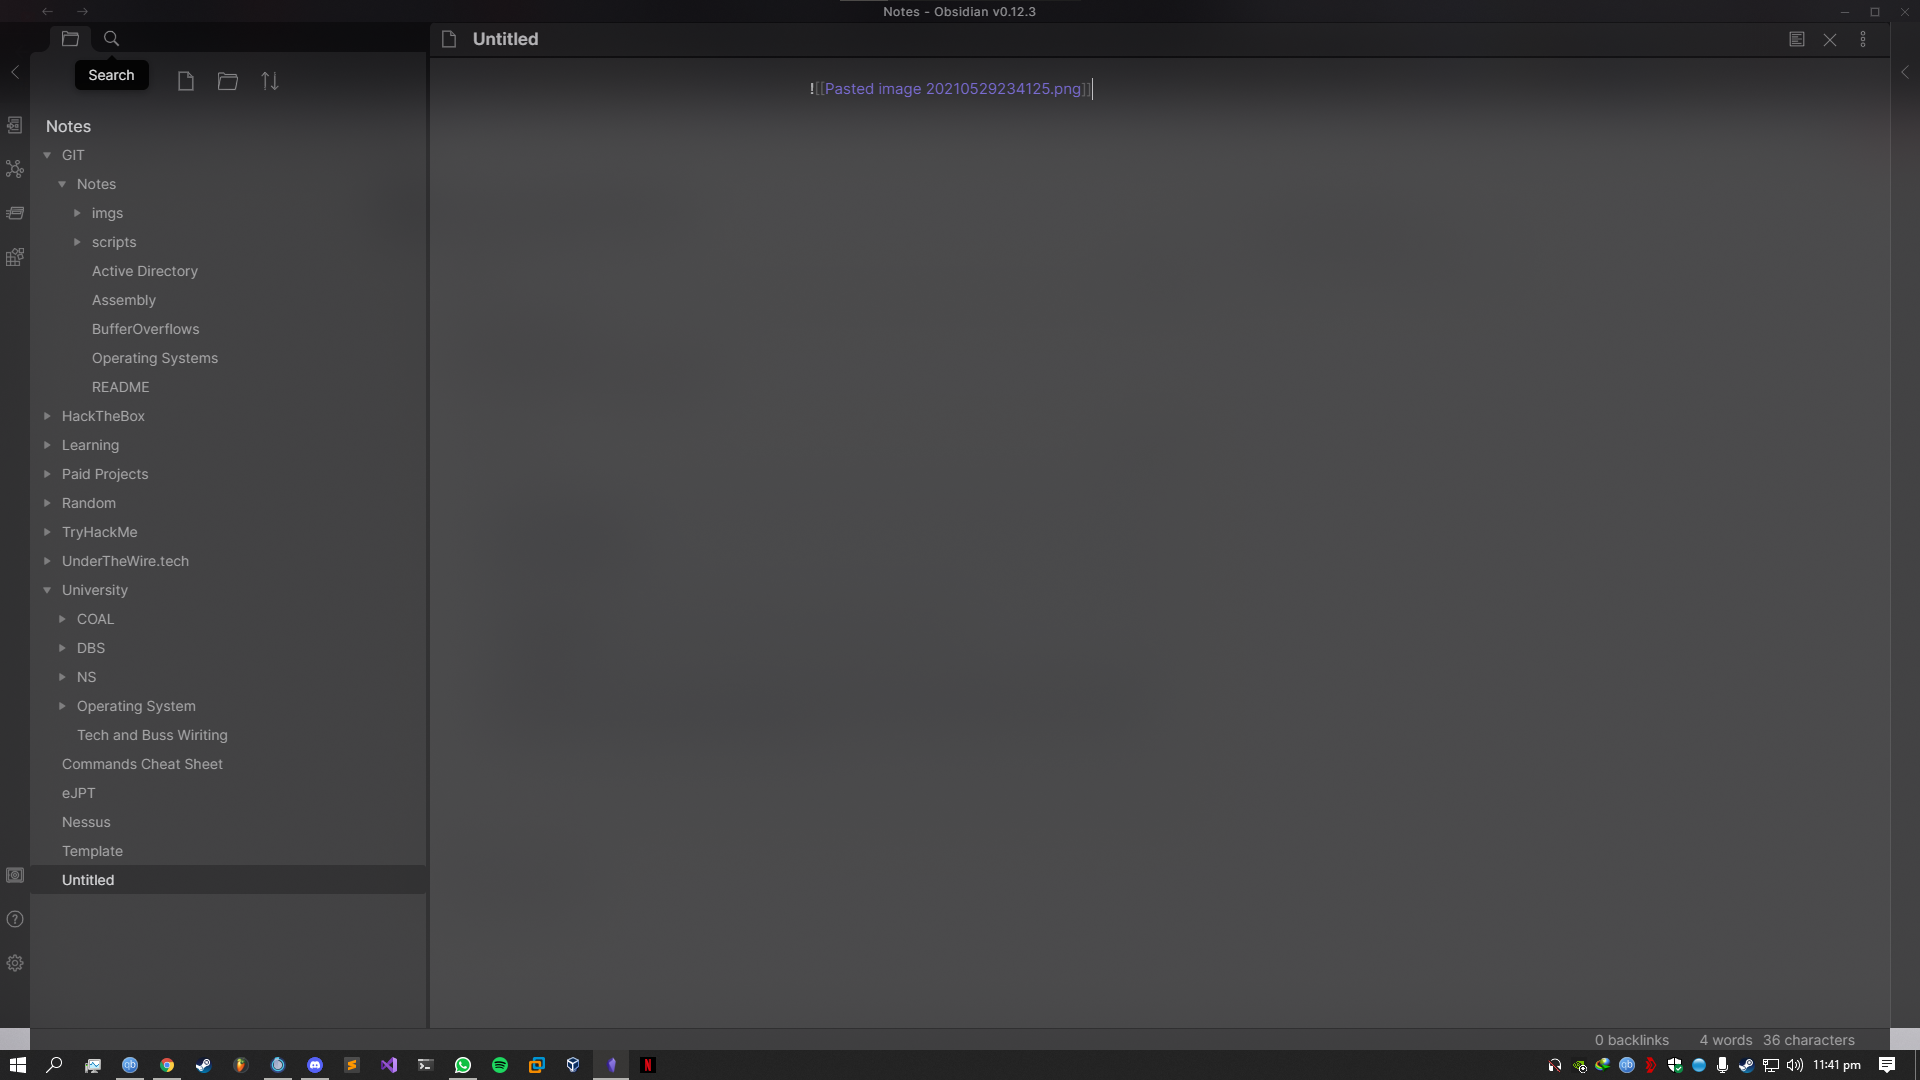 Notes - Obsidian v0.12.3
Untitled
Search
![[Pasted image 20210529234125.png]]
Notes
GIT
Notes
imgs
scripts
Active Directory
Assembly
BufferOverflows
Operating Systems
README
HackTheBox
Learning
Paid Projects
Random
TryHackMe
UnderTheWire.tech
University
COAL
DBS
NS
Operating System
Tech and Buss Wiriting
Commands Cheat Sheet
eJPT
Nessus
Template
Untitled
0 backlinks 4 words 36 characters
11:41 pm